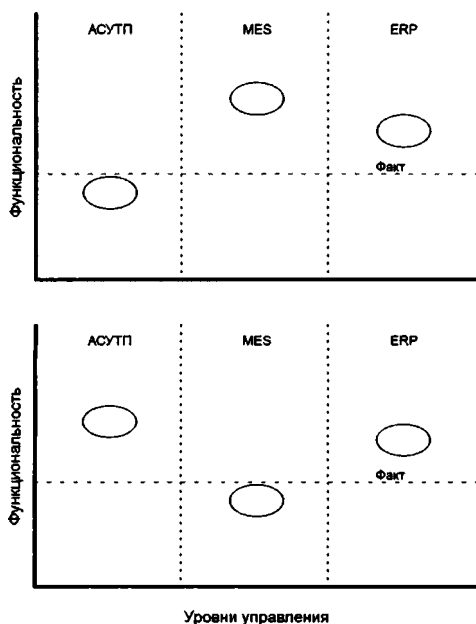 АСУТП MES ERP
Функциональность
Факт
АСУТП MES ERP
Функциональность
Факт
Уровни управления